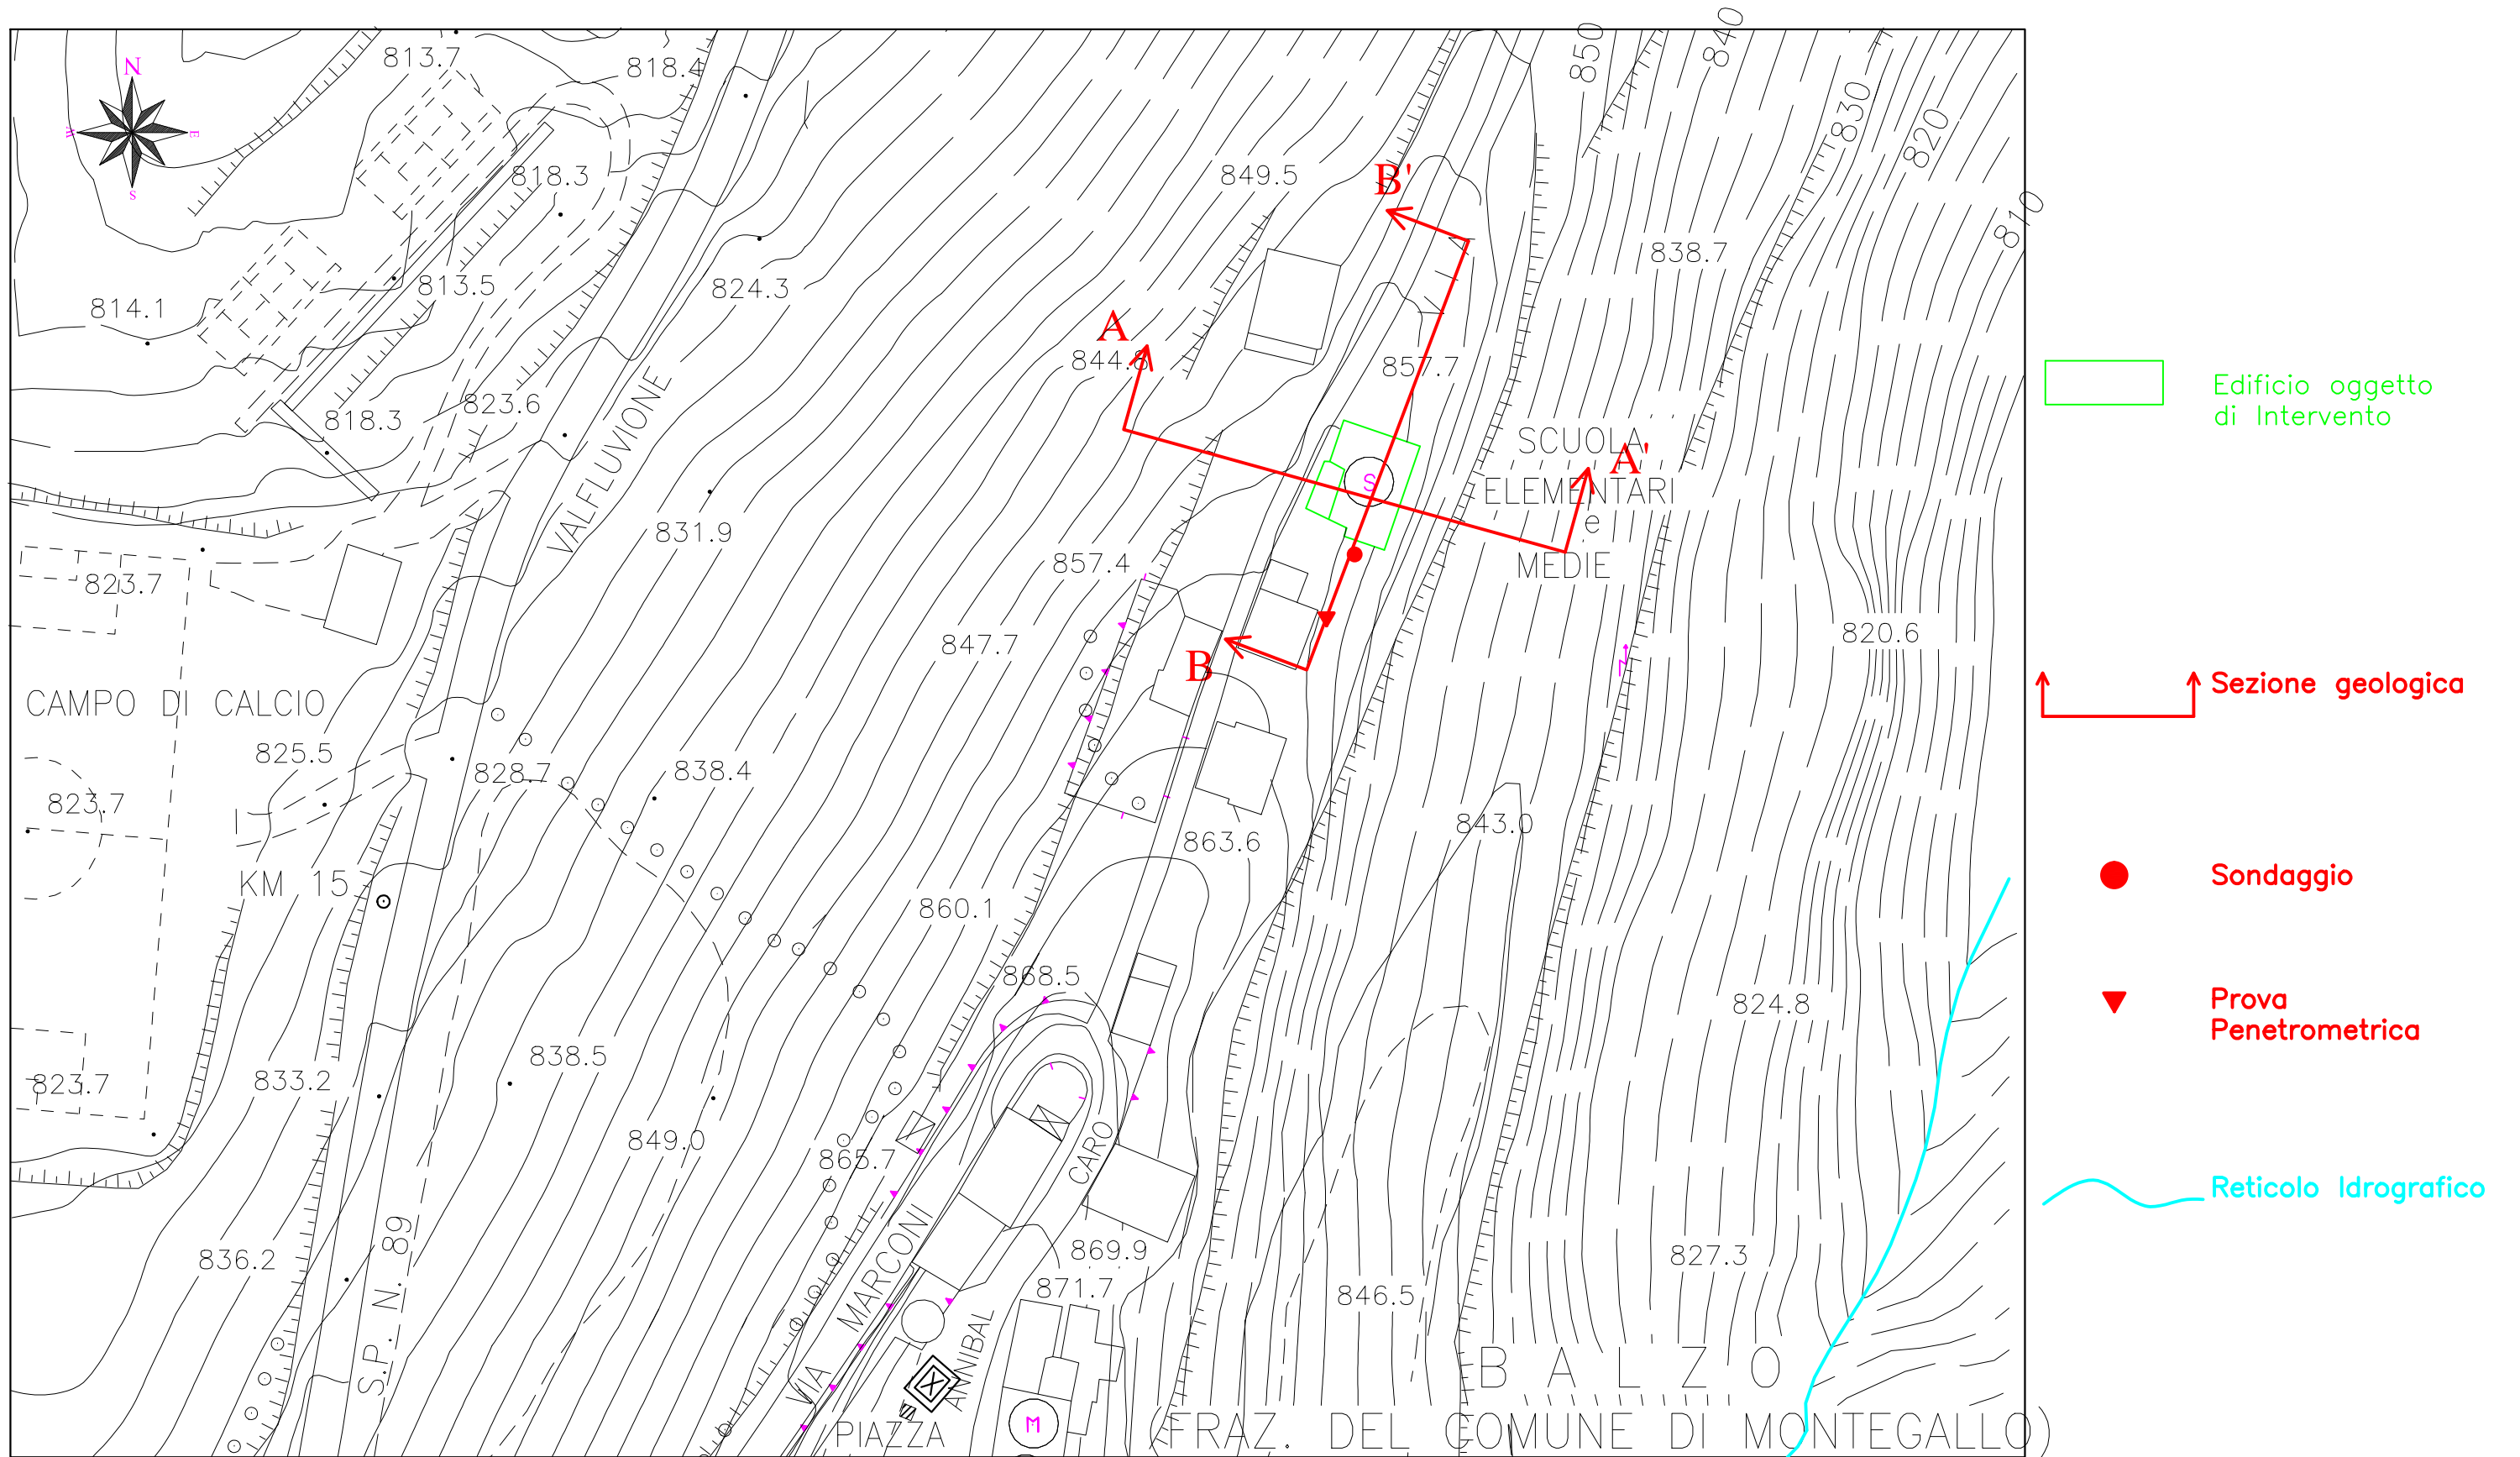 813.7
818.4
850
840
830
820
810
N
W
E
S
818.3
849.5
B'
838.7
813.5
824.3
814.1
A
844.8
857.7
818.3
823.6
VALFLUVIONE
SCUOLA
A'
ELEMENTARI
e
MEDIE
S
831.9
857.4
823.7
847.7
820.6
B
CAMPO DI CALCIO
825.5
828.7
838.4
823.7
843.0
863.6
KM 15
860.1
868.5
824.8
838.5
833.2
823.7
849.0
865.7
CARO
836.2
869.9
827.3
871.7
846.5
S.P. N. 89
VIA MARCONI
ANNIBAL
PIAZZA
M
BALZO
(FRAZ. DEL COMUNE DI MONTEGALLO)
Edificio oggetto
di Intervento
Sezione geologica
Sondaggio
Prova
Penetrometrica
Reticolo Idrografico